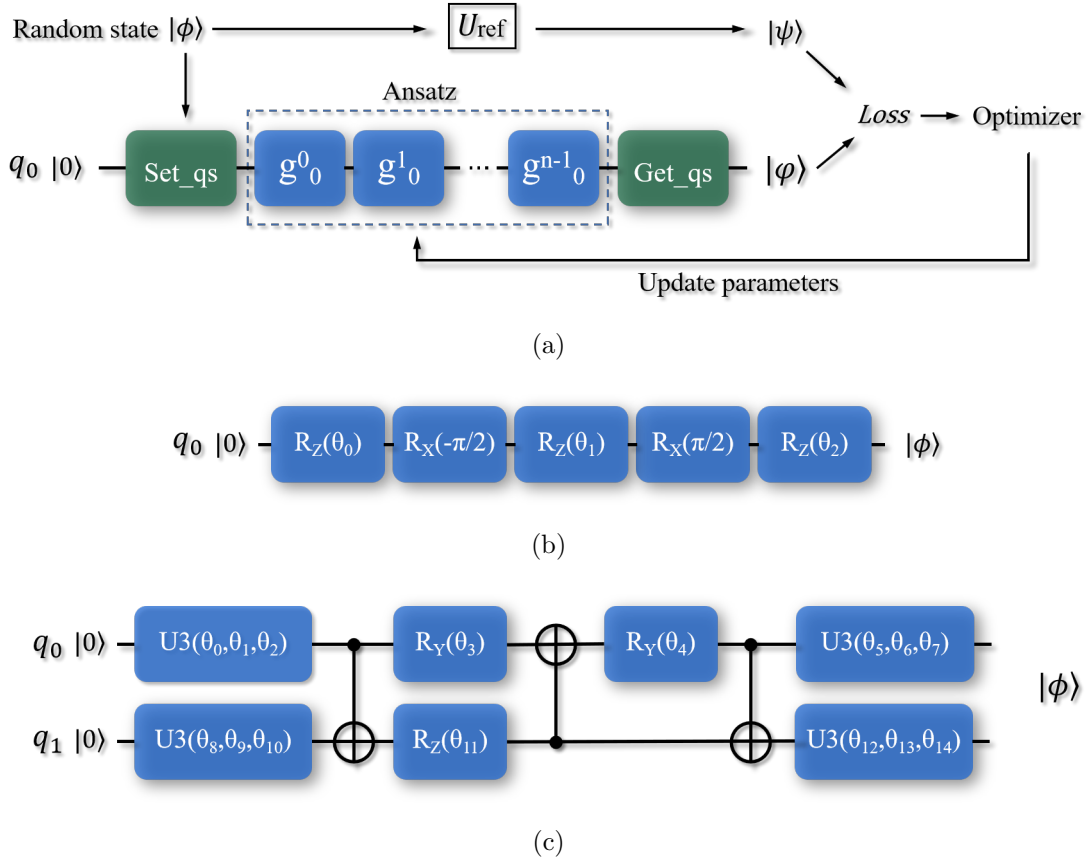 Random state |ϕ⟩ Uref |ψ⟩
Ansatz
Loss Optimizer
q₀ |0⟩ Set_qs g⁰₀ g¹₀ ... gⁿ⁻¹₀ Get_qs |φ⟩
Update parameters
(a)
q₀ |0⟩ R_Z(θ₀) R_X(-π/2) R_Z(θ₁) R_X(π/2) R_Z(θ₂) |ϕ⟩
(b)
q₀ |0⟩ U3(θ₀,θ₁,θ₂) R_Y(θ₃) R_Y(θ₄) U3(θ₅,θ₆,θ₇)
|ϕ⟩
q₁ |0⟩ U3(θ₈,θ₉,θ₁₀) R_Z(θ₁₁) U3(θ₁₂,θ₁₃,θ₁₄)
(c)